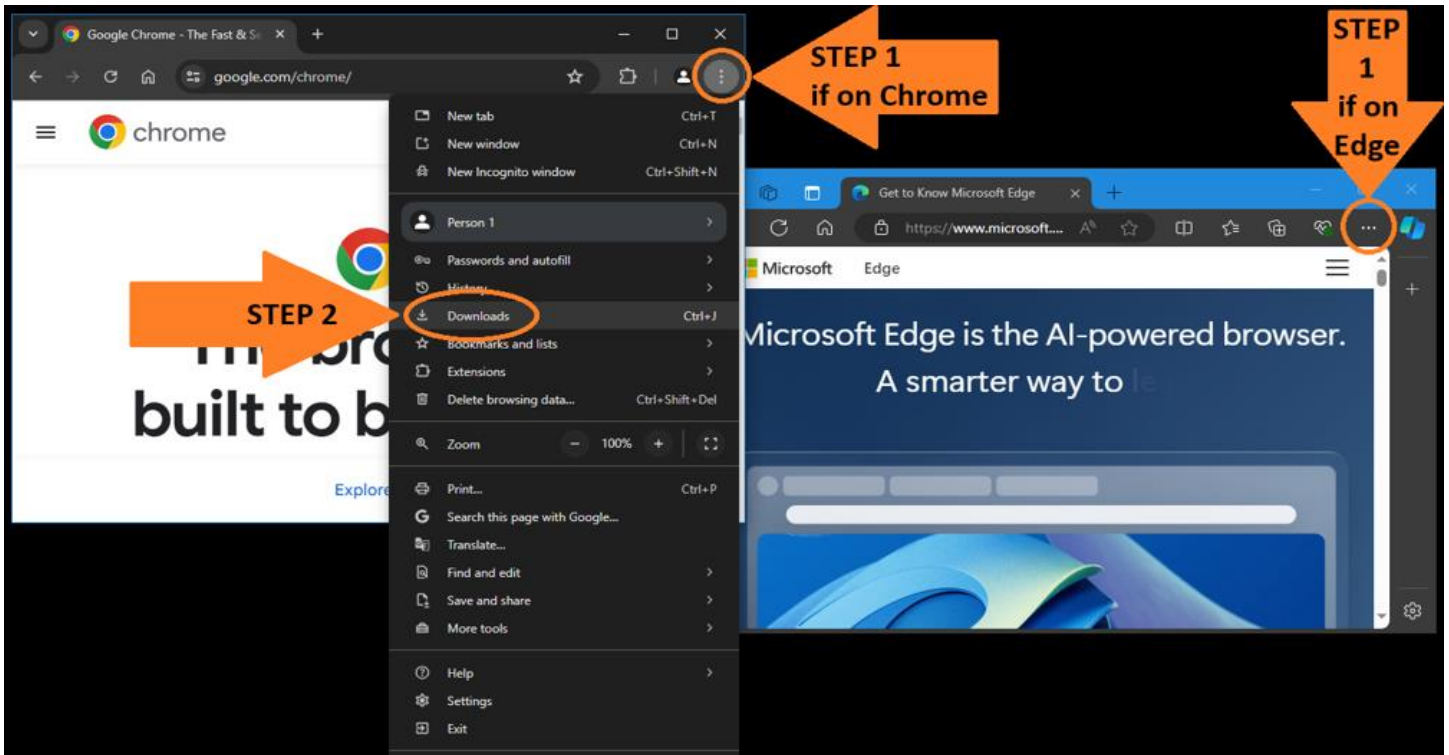 Google Chrome - The Fast & Se
google.com/chrome/
chrome
built to b
Explore
New tab Ctrl+T
New window Ctrl+N
New Incognito window Ctrl+Shift+N
Person 1
Passwords and autofill
History
Downloads Ctrl+J
Bookmarks and lists
Extensions
Delete browsing data... Ctrl+Shift+Del
Zoom - 100% +
Print... Ctrl+P
Search this page with Google...
Translate...
Find and edit
Save and share
More tools
Help
Settings
Exit
STEP 2
STEP 1
if on Chrome
STEP
1
if on
Edge
Get to Know Microsoft Edge
https://www.microsoft....
Microsoft Edge
Microsoft Edge is the AI-powered browser.
A smarter way to le